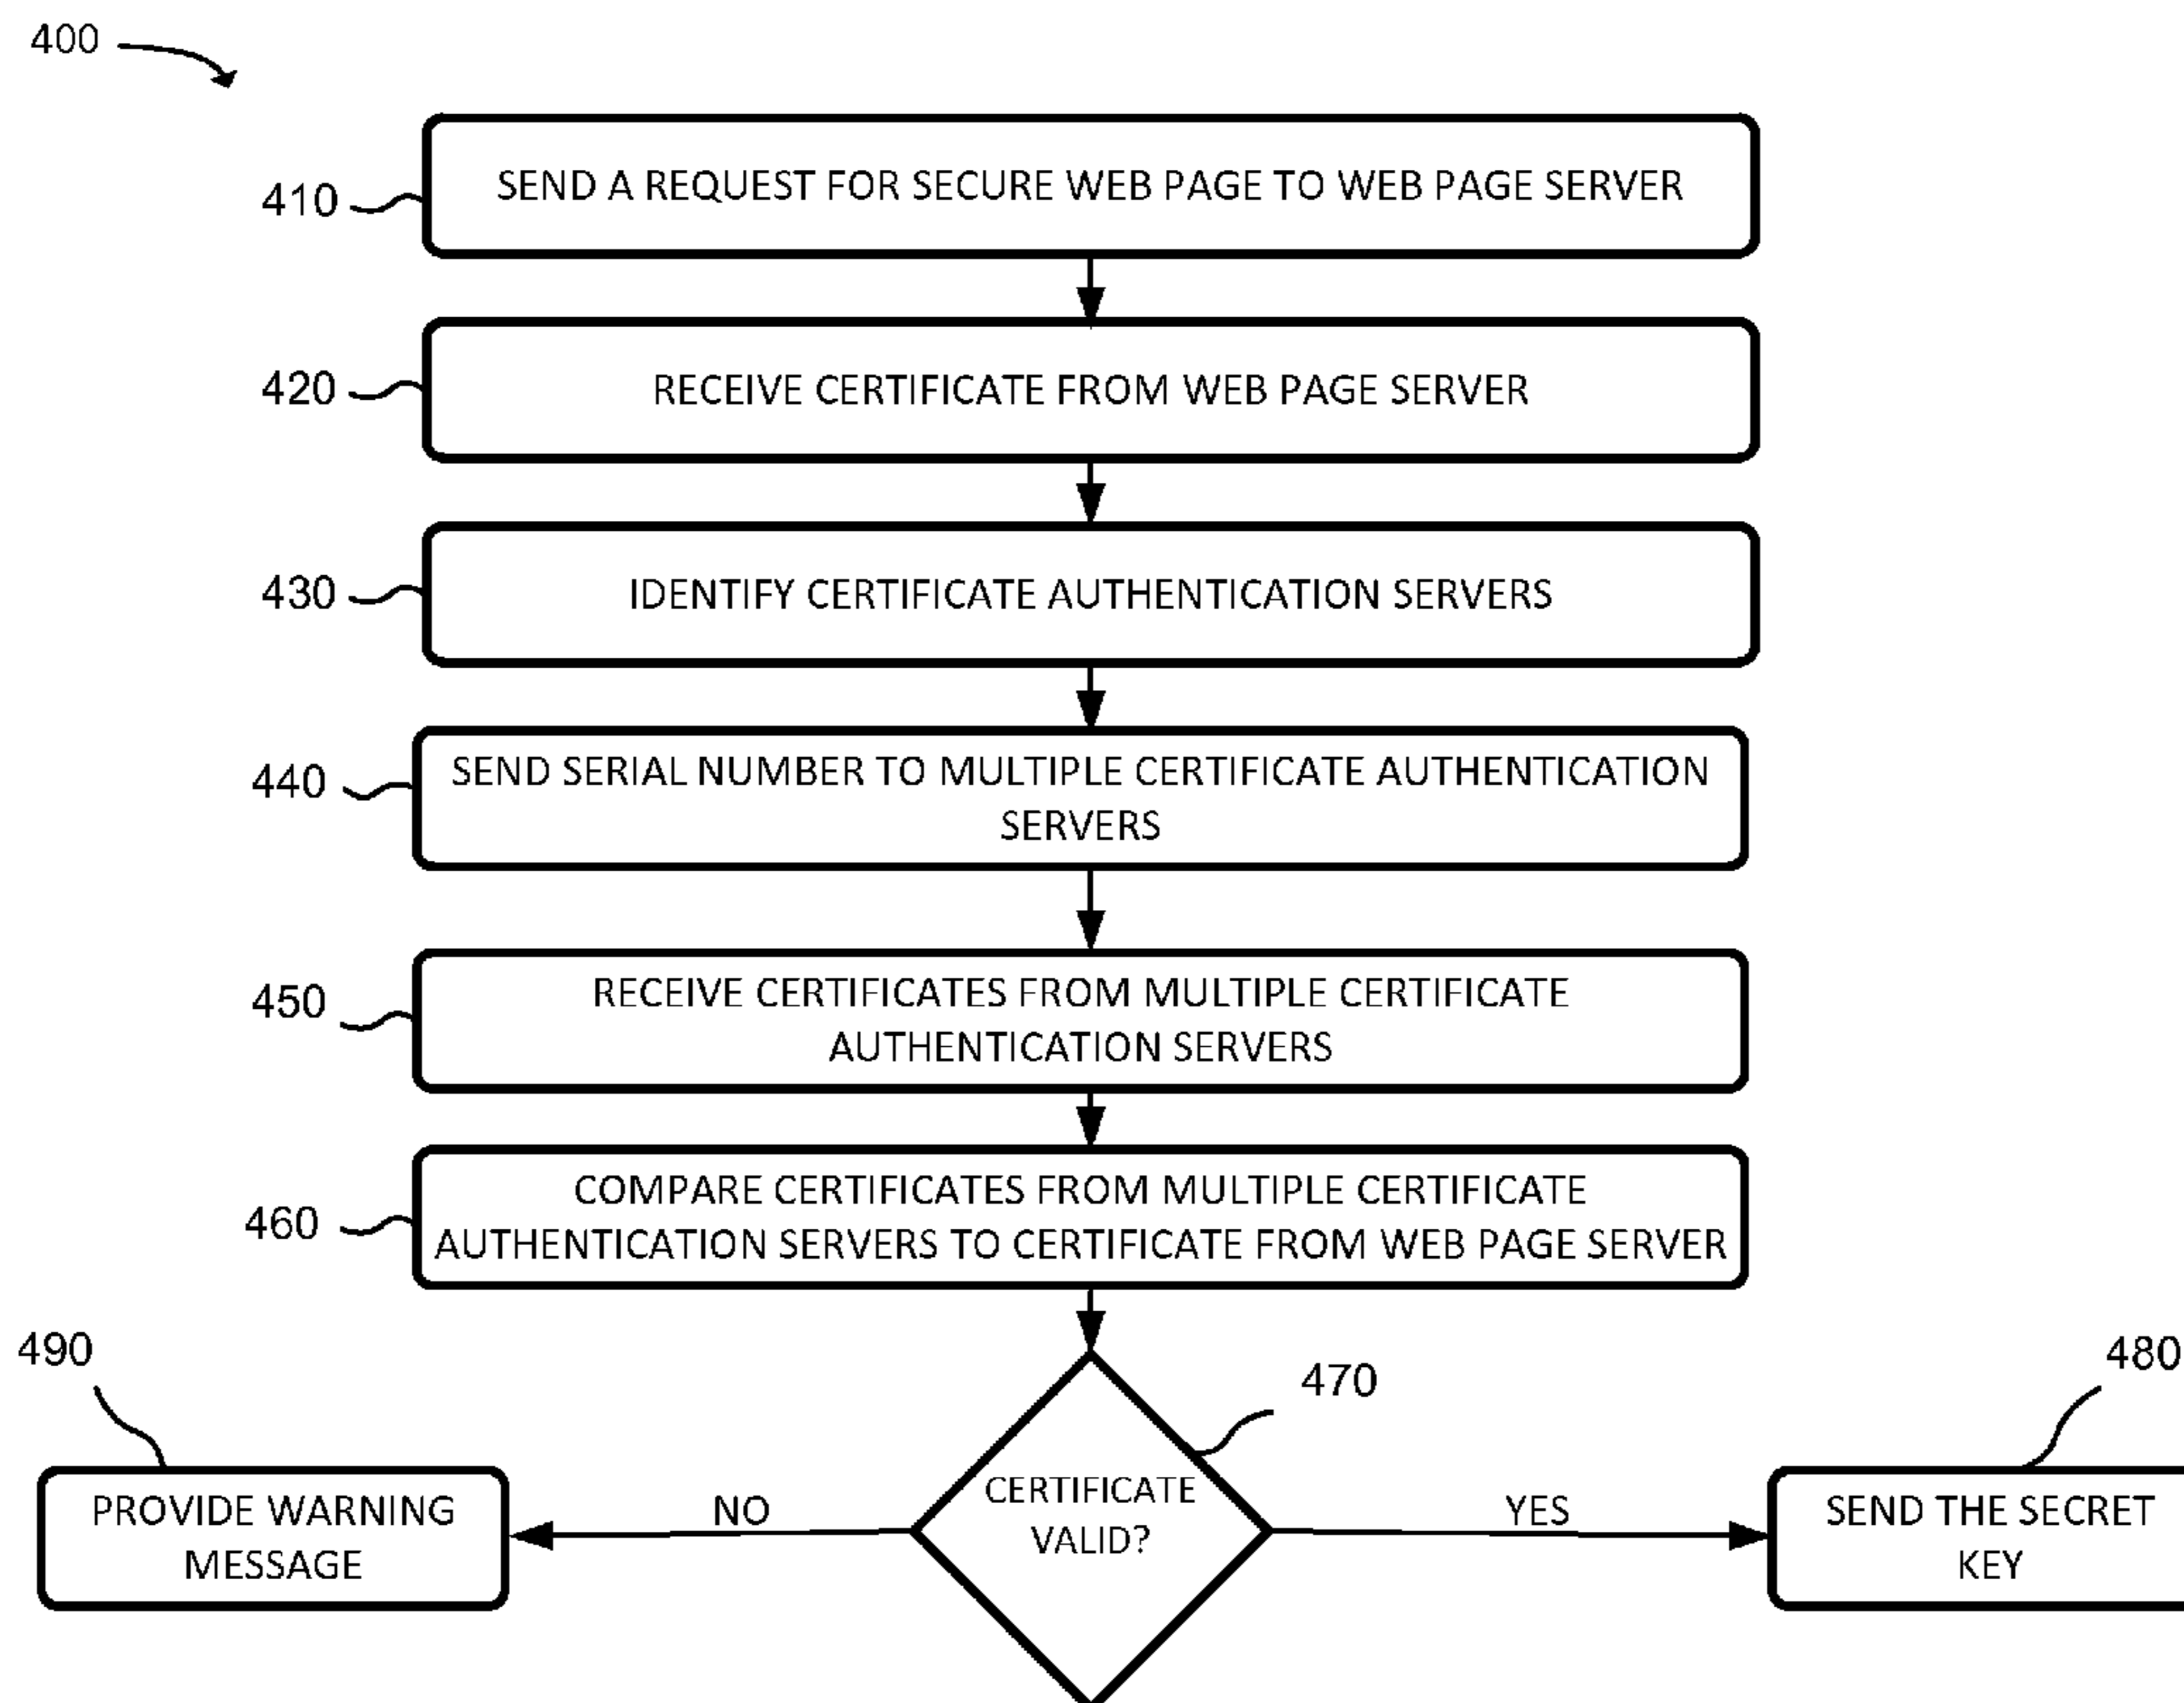 400
410
SEND A REQUEST FOR SECURE WEB PAGE TO WEB PAGE SERVER
420
RECEIVE CERTIFICATE FROM WEB PAGE SERVER
430
IDENTIFY CERTIFICATE AUTHENTICATION SERVERS
440
SEND SERIAL NUMBER TO MULTIPLE CERTIFICATE AUTHENTICATION
SERVERS
450
RECEIVE CERTIFICATES FROM MULTIPLE CERTIFICATE
AUTHENTICATION SERVERS
460
COMPARE CERTIFICATES FROM MULTIPLE CERTIFICATE
AUTHENTICATION SERVERS TO CERTIFICATE FROM WEB PAGE SERVER
470
CERTIFICATE
VALID?
NO
490
PROVIDE WARNING
MESSAGE
YES
480
SEND THE SECRET
KEY